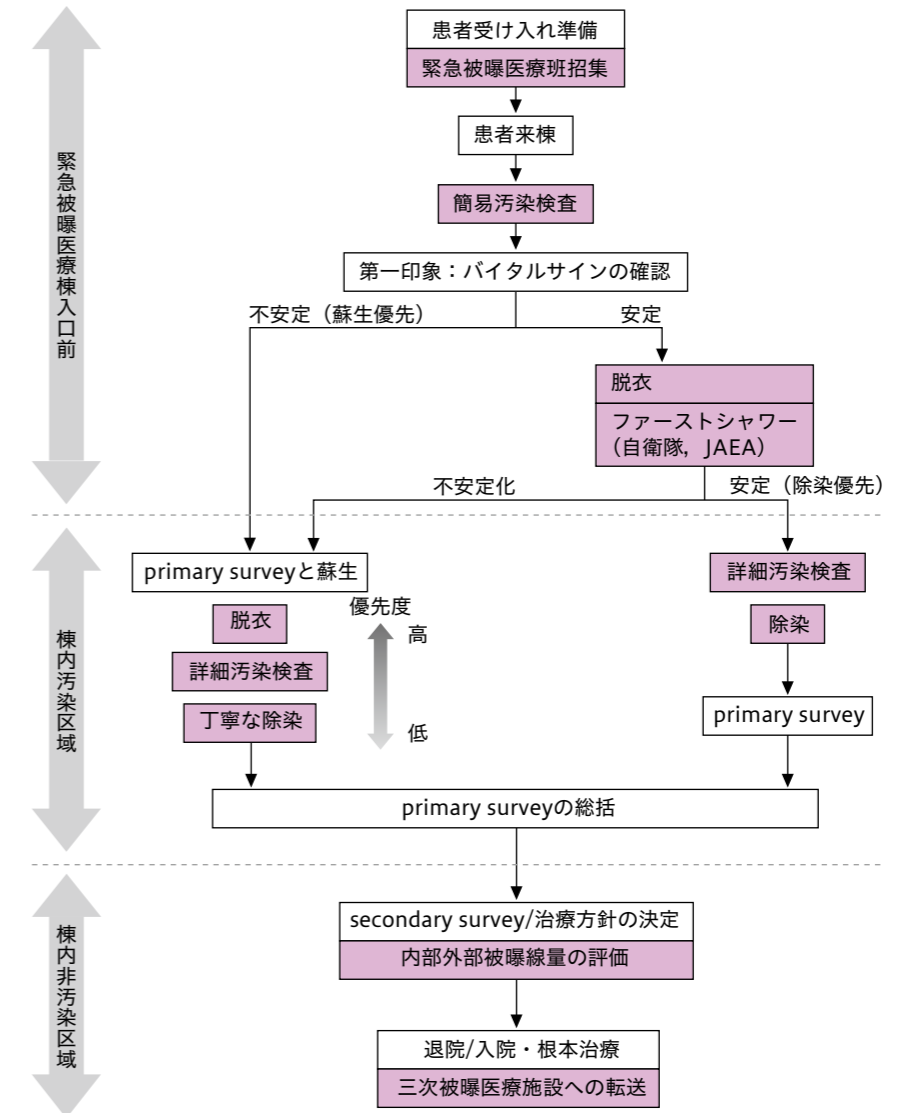 患者受け入れ準備
緊急被曝医療班招集
患者来棟
簡易汚染検査
第一印象：バイタルサインの確認
不安定（蘇生優先）
安定
脱衣
ファーストシャワー
（自衛隊，JAEA）
不安定化
安定（除染優先）
緊急被曝医療棟入口前
primary surveyと蘇生
脱衣
詳細汚染検査
丁寧な除染
優先度
高
低
詳細汚染検査
除染
primary survey
primary surveyの総括
棟内汚染区域
secondary survey/治療方針の決定
内部外部被曝線量の評価
退院/入院・根本治療
三次被曝医療施設への転送
棟内非汚染区域